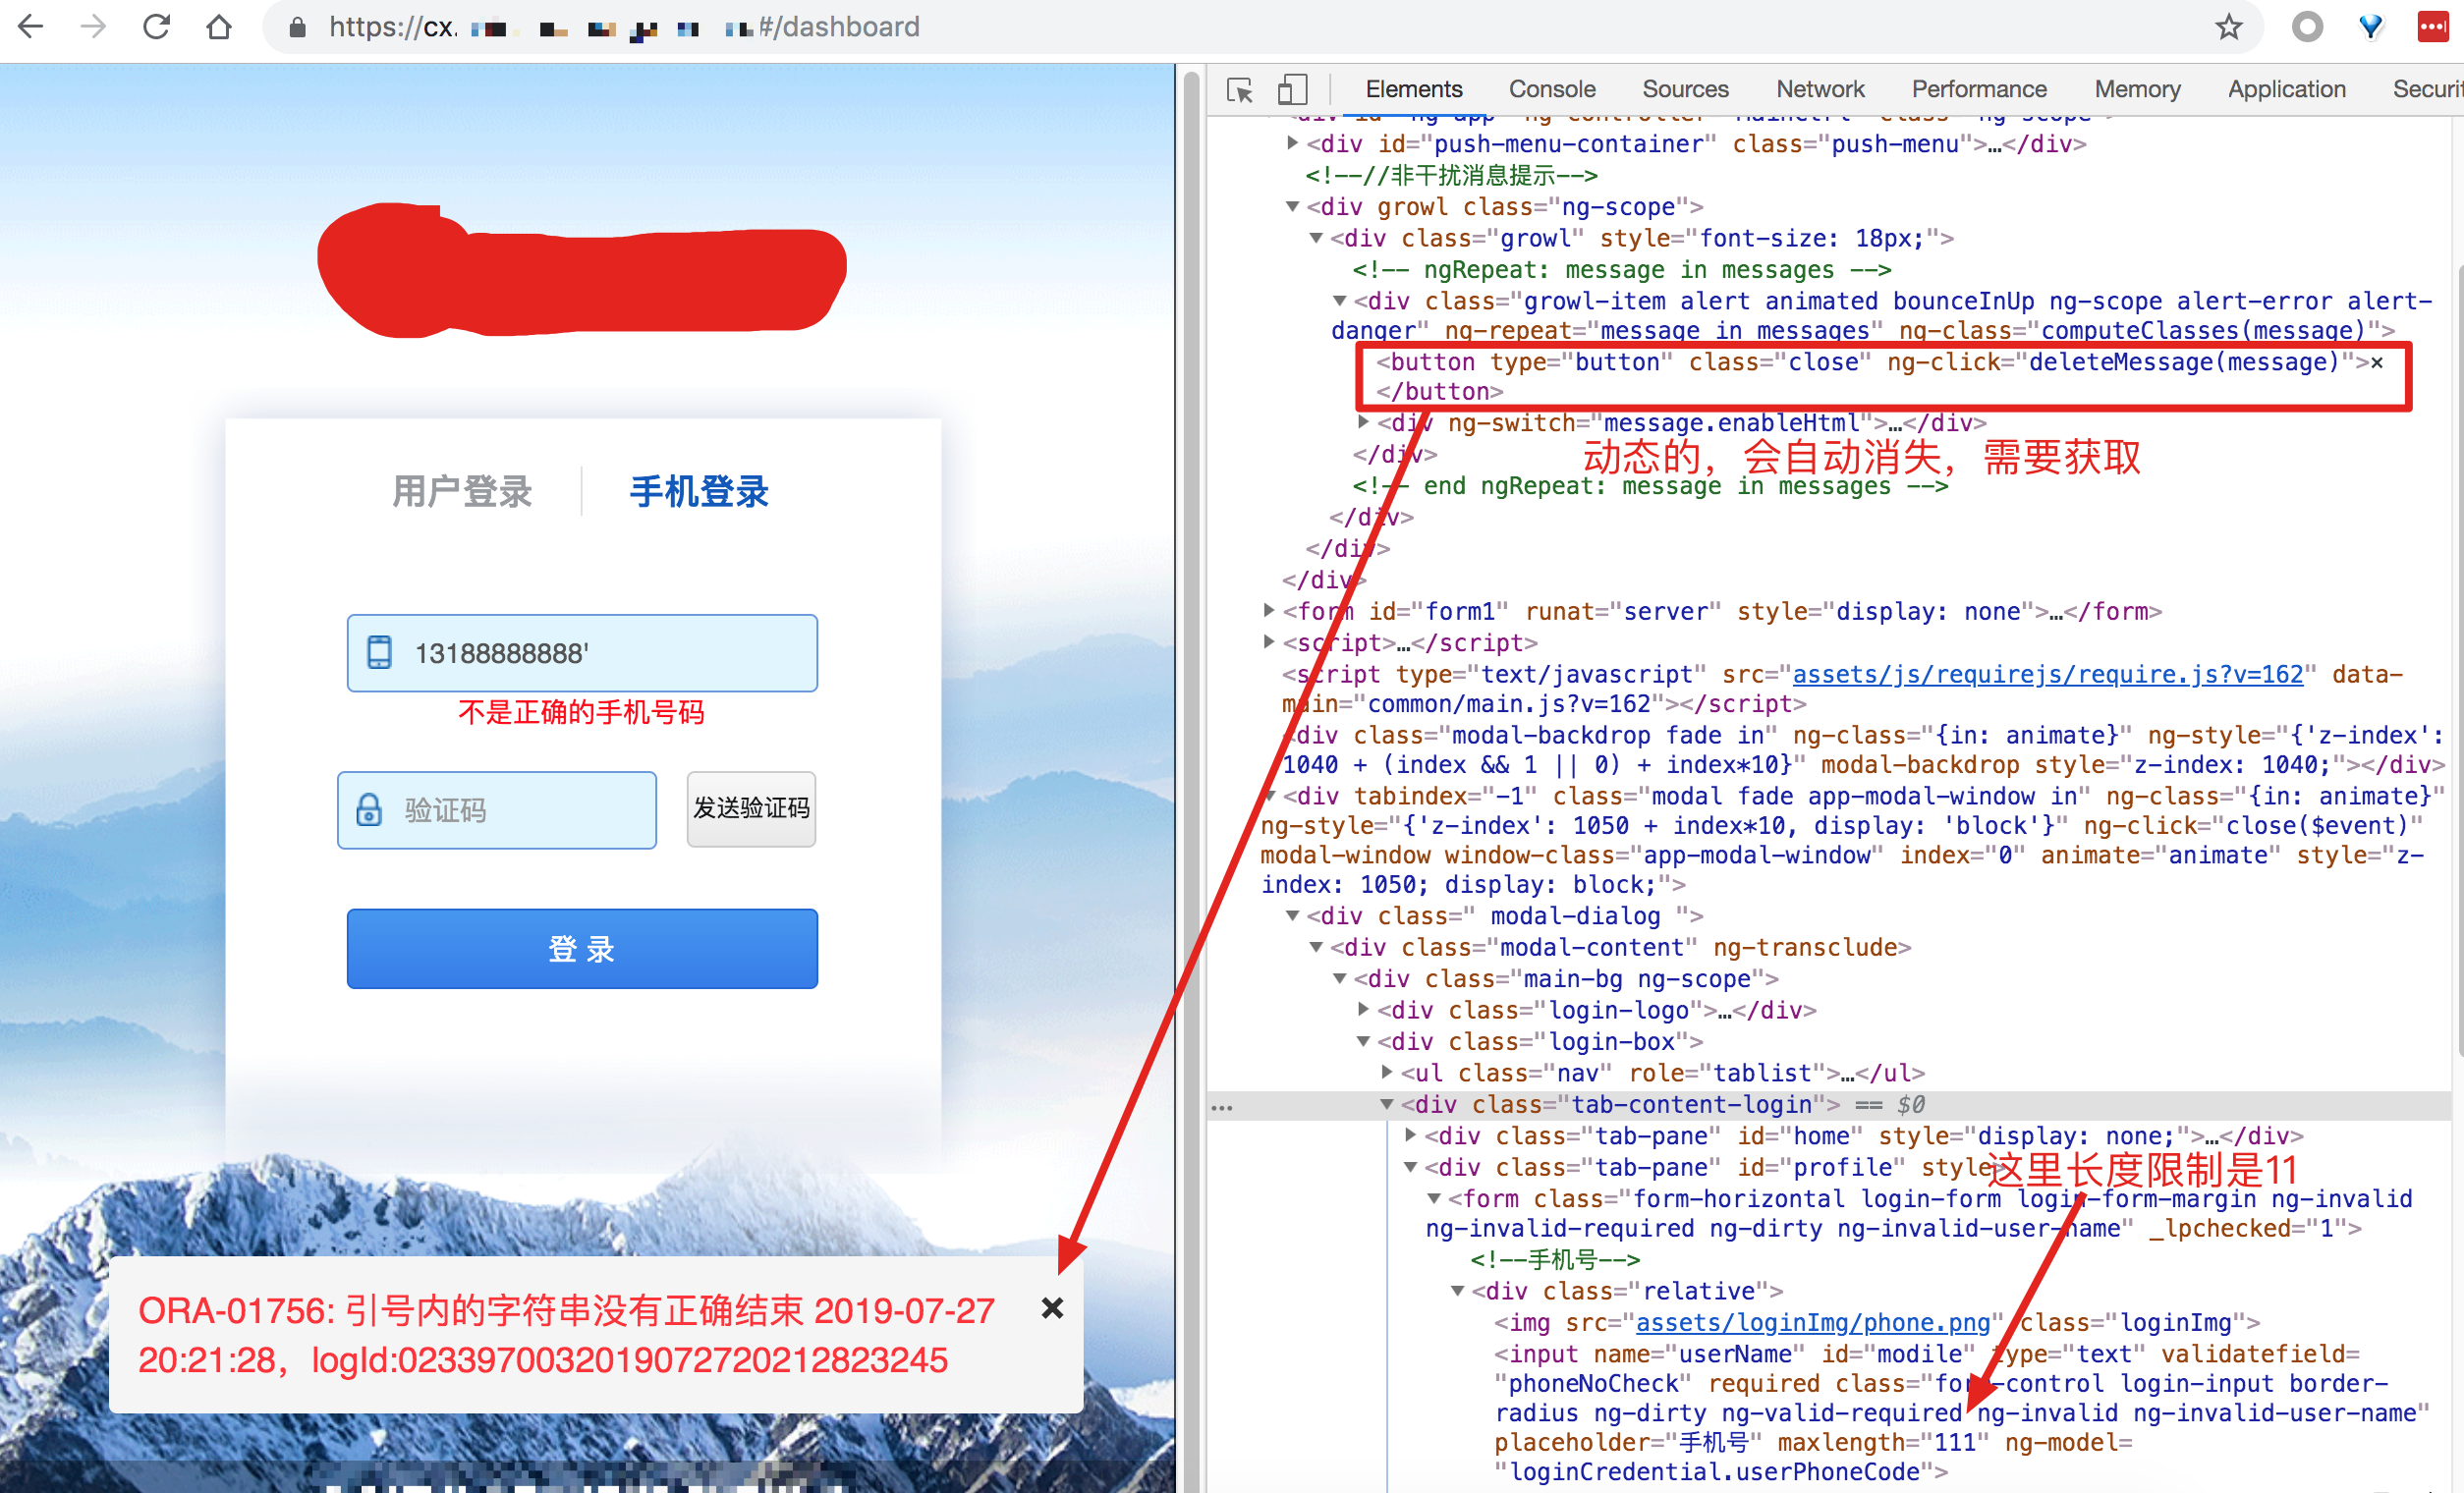 https://cx.
#/dashboard
用户登录
手机登录
13188888888'
不是正确的手机号码
验证码
发送验证码
登 录
ORA-01756: 引号内的字符串没有正确结束 2019-07-27
20:21:28，logId:0233970032019072720212823245
Elements Console Sources Network Performance Memory Application Securit
<div id="push-menu-container" class="push-menu">…</div>
<!--//非干扰消息提示-->
<div growl class="ng-scope">
<div class="growl" style="font-size: 18px;">
<!-- ngRepeat: message in messages -->
<div class="growl-item alert animated bounceInUp ng-scope alert-error alert-
danger" ng-repeat="message in messages" ng-class="computeClasses(message)">
<button type="button" class="close" ng-click="deleteMessage(message)">×
</button>
<div ng-switch="message.enableHtml">…</div>
动态的，会自动消失，需要获取
</div>
<!-- end ngRepeat: message in messages -->
</div>
</div>
</div>
<form id="form1" runat="server" style="display: none">…</form>
<script>…</script>
<script type="text/javascript" src="assets/js/requirejs/require.js?v=162" data-
main="common/main.js?v=162"></script>
<div class="modal-backdrop fade in" ng-class="{in: animate}" ng-style="{'z-index':
1040 + (index && 1 || 0) + index*10}" modal-backdrop style="z-index: 1040;"></div>
<div tabindex="-1" class="modal fade app-modal-window in" ng-class="{in: animate}"
ng-style="{'z-index': 1050 + index*10, display: 'block'}" ng-click="close($event)"
modal-window window-class="app-modal-window" index="0" animate="animate" style="z-
index: 1050; display: block;">
<div class=" modal-dialog ">
<div class="modal-content" ng-transclude>
<div class="main-bg ng-scope">
<div class="login-logo">…</div>
<div class="login-box">
<ul class="nav" role="tablist">…</ul>
<div class="tab-content-login"> == $0
<div class="tab-pane" id="home" style="display: none;">…</div>
<div class="tab-pane" id="profile" style>
这里长度限制是11
<form class="form-horizontal login-form login-form-margin ng-invalid
ng-invalid-required ng-dirty ng-invalid-user-name" _lpchecked="1">
<!--手机号-->
<div class="relative">
<img src="assets/loginImg/phone.png" class="loginImg">
<input name="userName" id="modile" type="text" validatefield=
"phoneNoCheck" required class="form-control login-input border-
radius ng-dirty ng-valid-required ng-invalid ng-invalid-user-name"
placeholder="手机号" maxlength="111" ng-model=
"loginCredential.userPhoneCode">